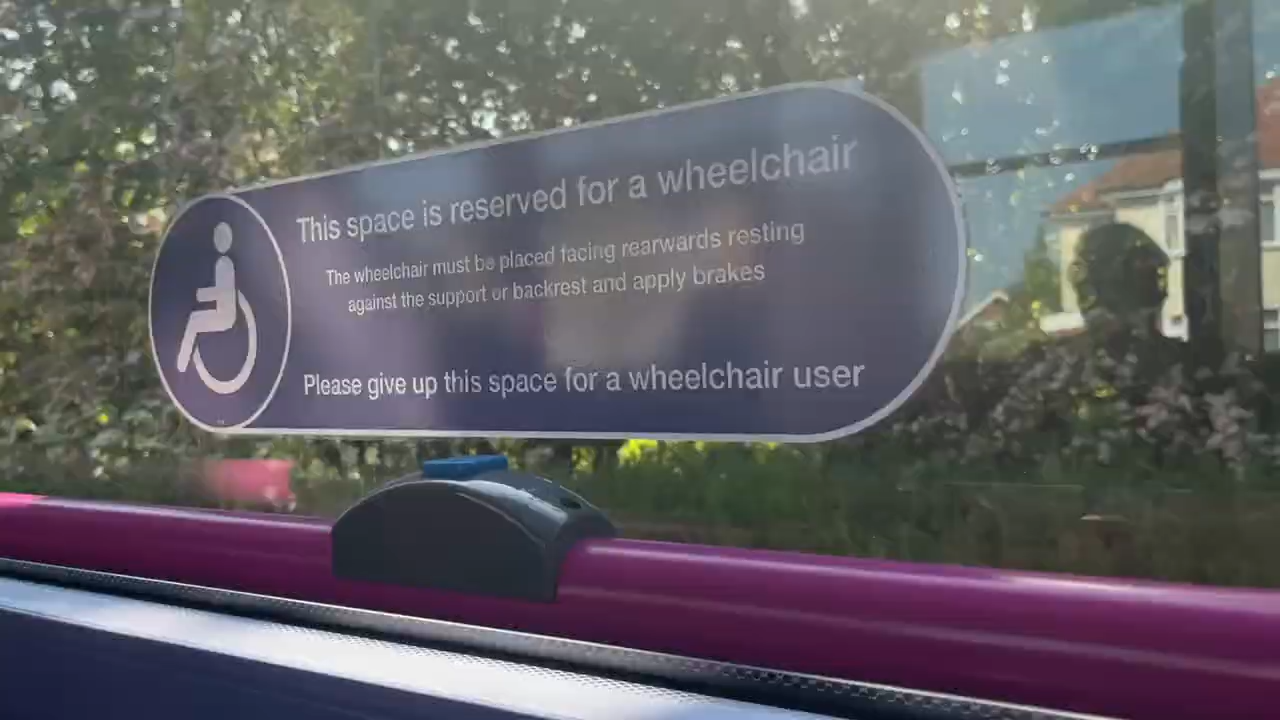 This space is reserved for a wheelchair
The wheelchair must be placed facing rearwards resting
against the support or backrest and apply brakes
Please give up this space for a wheelchair user